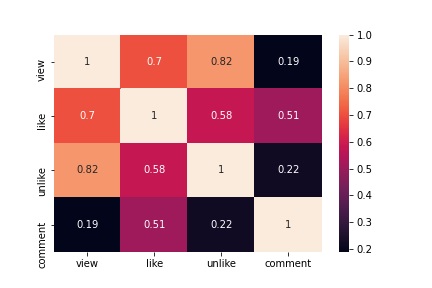 view 1 0.7 0.82 0.19
like 0.7 1 0.58 0.51
unlike 0.82 0.58 1 0.22
comment 0.19 0.51 0.22 1
view like unlike comment
1.0
0.9
0.8
0.7
0.6
0.5
0.4
0.3
0.2